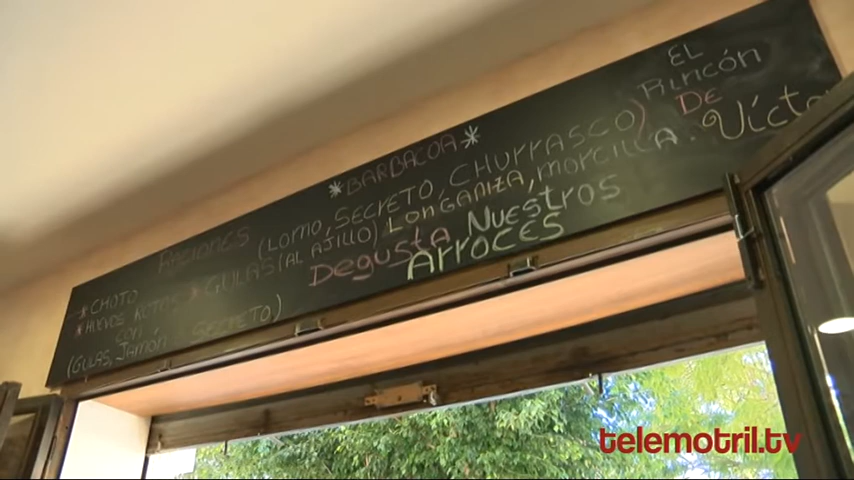 RACIONES
* CHOTO
* HUEVOS ROTOS
CON
(GULAS, JAMÓN, SECRETO.)
* GULAS (AL AJILLO)
* BARBACOA *
(LOMO, SECRETO, CHURRASCO)
LONGANIZA, MORCILLA.
DEGUSTA NUESTROS
ARROCES
EL
RINCÓN
DE
telemotril.tv